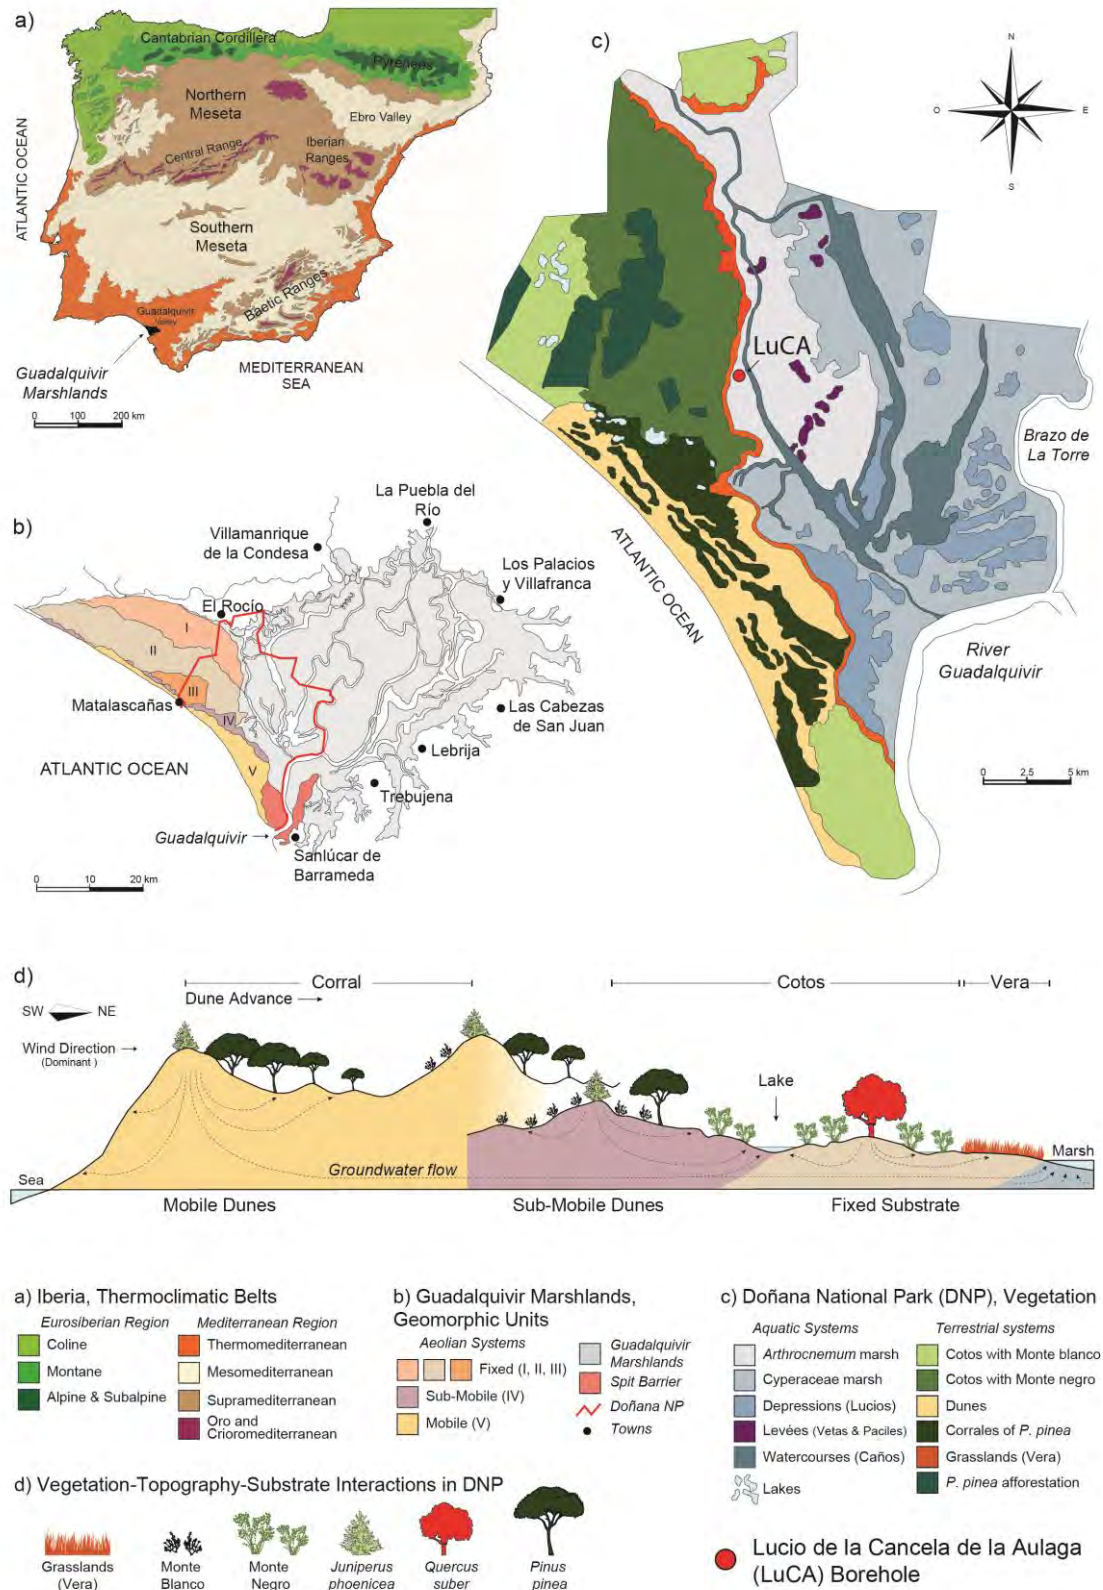 a)
Cantabrian Cordillera
Pyrenees
Northern
Meseta
Ebro Valley
Central Range
Iberian
Ranges
ATLANTIC OCEAN
Southern
Meseta
Baetic Ranges
Guadalquivir
Valley
Guadalquivir
Marshlands
MEDITERRANEAN
SEA
0 100 200 km
b)
La Puebla del
Río
Villamanrique
de la Condesa
Los Palacios
y Villafranca
El Rocío
I
II
III
IV
V
Matalascañas
Las Cabezas
de San Juan
Lebrija
ATLANTIC OCEAN
Trebujena
Guadalquivir
Sanlúcar de
Barrameda
0 10 20 km
c)
N
O
E
S
LuCA
Brazo de
La Torre
ATLANTIC OCEAN
River
Guadalquivir
0 2.5 5 km
d)
Corral
Cotos
Vera
SW
NE
Dune Advance
Wind Direction
(Dominant )
Lake
Sea
Groundwater flow
Marsh
Mobile Dunes
Sub-Mobile Dunes
Fixed Substrate
a) Iberia, Thermoclimatic Belts
Eurosiberian Region
Coline
Montane
Alpine & Subalpine
Mediterranean Region
Thermomediterranean
Mesomediterranean
Supramediterranean
Oro and
Crioromediterranean
b) Guadalquivir Marshlands,
Geomorphic Units
Aeolian Systems
Fixed (I, II, III)
Sub-Mobile (IV)
Mobile (V)
Guadalquivir
Marshlands
Spit Barrier
Doñana NP
Towns
c) Doñana National Park (DNP), Vegetation
Aquatic Systems
Arthrocnemum marsh
Cyperaceae marsh
Depressions (Lucios)
Levées (Vetas & Paciles)
Watercourses (Caños)
Lakes
Terrestrial systems
Cotos with Monte blanco
Cotos with Monte negro
Dunes
Corrales of P. pinea
Grasslands (Vera)
P. pinea afforestation
d) Vegetation-Topography-Substrate Interactions in DNP
Grasslands
(Vera)
Monte
Blanco
Monte
Negro
Juniperus
phoenicea
Quercus
suber
Pinus
pinea
Lucio de la Cancela de la Aulaga
(LuCA) Borehole